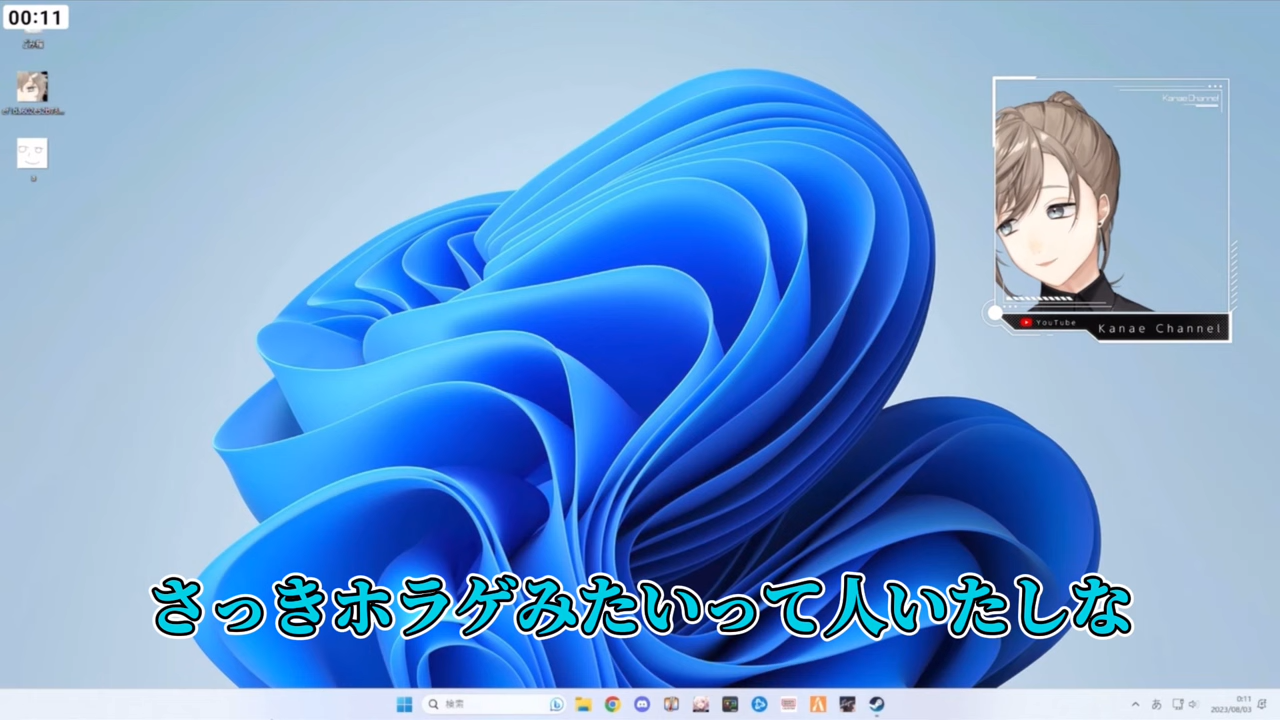 00:11
Kanae Channel
YouTube
Kanae Channel
さっきホラゲみたいって人いたしな
検索
あ
0:11
2023/08/03